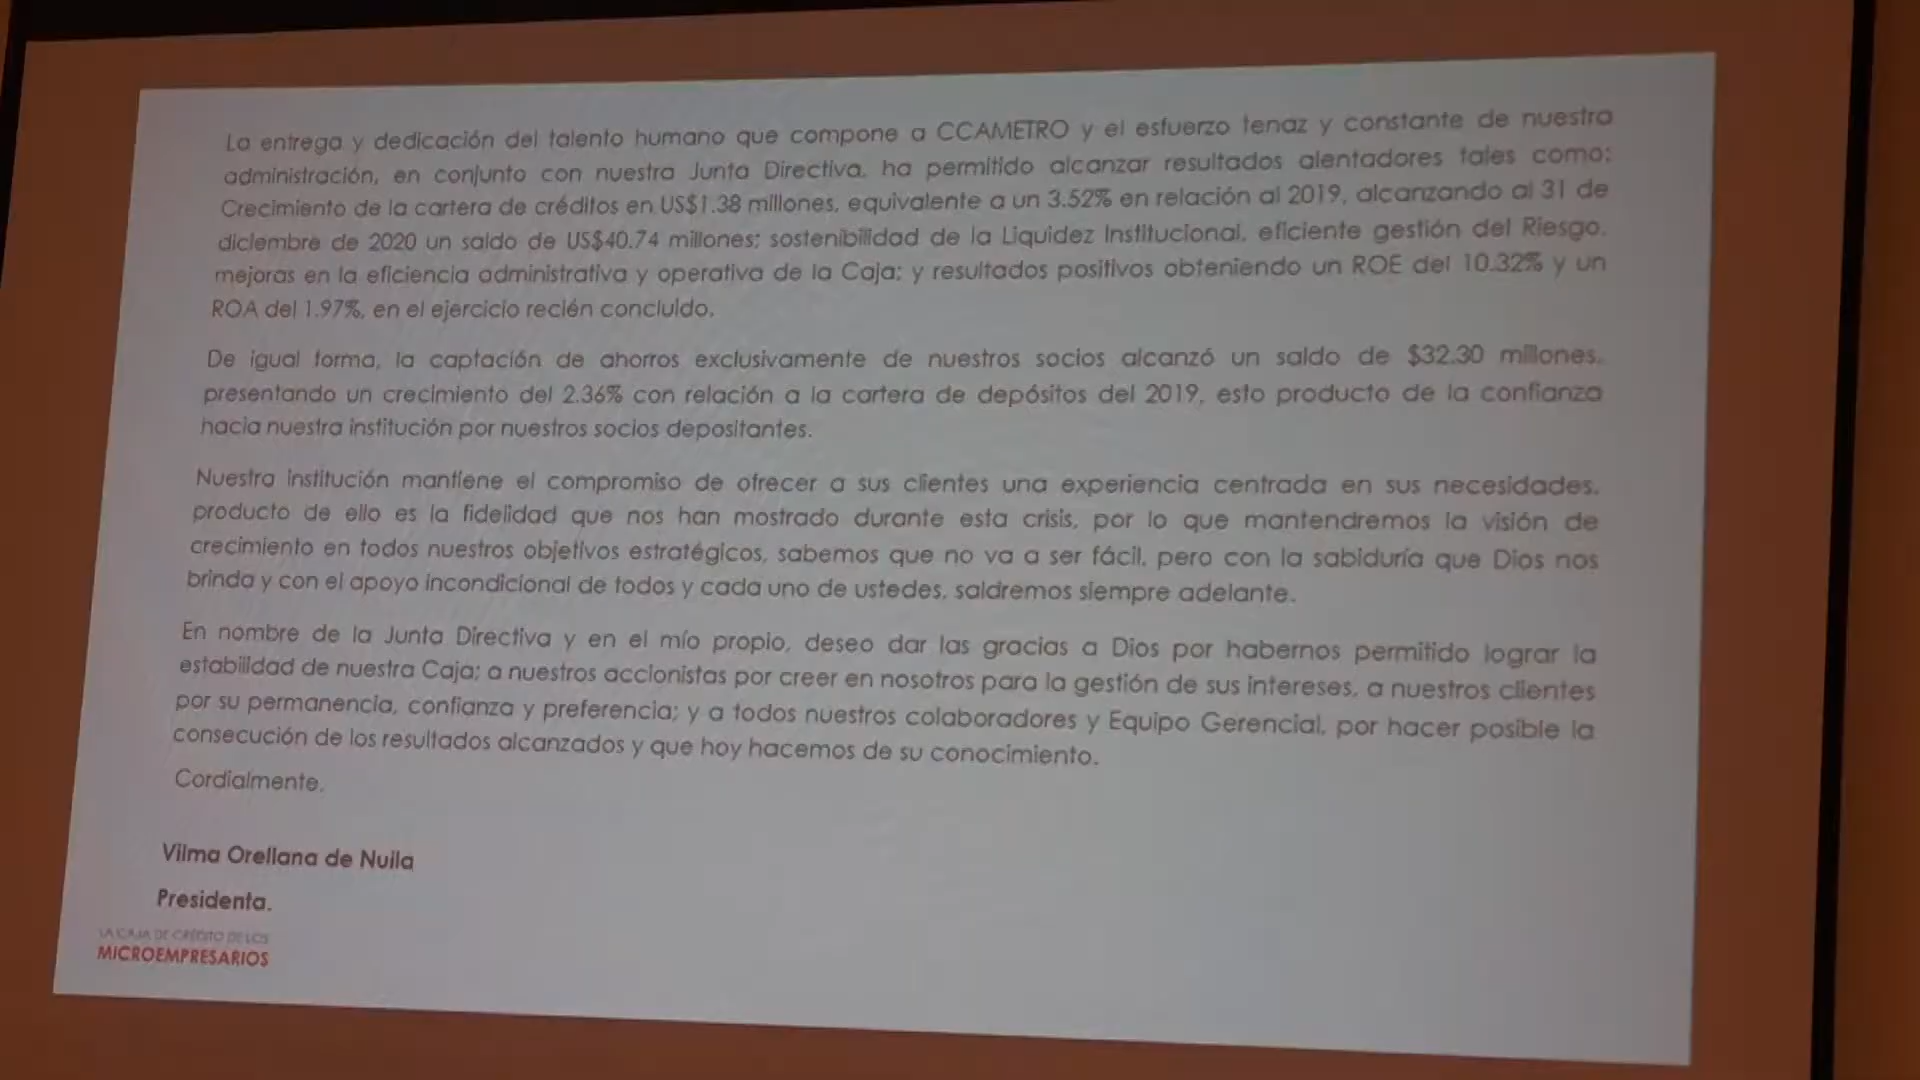 La entrega y dedicación del talento humano que compone a CCAMETRO y el esfuerzo tenaz y constante de nuestra
administración, en conjunto con nuestra Junta Directiva, ha permitido alcanzar resultados alentadores tales como:
Crecimiento de la cartera de créditos en US$1.38 millones, equivalente a un 3.52% en relación al 2019, alcanzando al 31 de
diciembre de 2020 un saldo de US$40.74 millones; sostenibilidad de la Liquidez Institucional, eficiente gestión del Riesgo,
mejoras en la eficiencia administrativa y operativa de la Caja; y resultados positivos obteniendo un ROE del 10.32% y un
ROA del 1.97%, en el ejercicio recién concluido.
De igual forma, la captación de ahorros exclusivamente de nuestros socios alcanzó un saldo de $32.30 millones,
presentando un crecimiento del 2.36% con relación a la cartera de depósitos del 2019, esto producto de la confianza
hacia nuestra institución por nuestros socios depositantes.
Nuestra institución mantiene el compromiso de ofrecer a sus clientes una experiencia centrada en sus necesidades,
producto de ello es la fidelidad que nos han mostrado durante esta crisis, por lo que mantendremos la visión de
crecimiento en todos nuestros objetivos estratégicos, sabemos que no va a ser fácil, pero con la sabiduría que Dios nos
brinda y con el apoyo incondicional de todos y cada uno de ustedes, saldremos siempre adelante.
En nombre de la Junta Directiva y en el mío propio, deseo dar las gracias a Dios por habernos permitido lograr la
estabilidad de nuestra Caja; a nuestros accionistas por creer en nosotros para la gestión de sus intereses, a nuestros clientes
por su permanencia, confianza y preferencia; y a todos nuestros colaboradores y Equipo Gerencial, por hacer posible la
consecución de los resultados alcanzados y que hoy hacemos de su conocimiento.
Cordialmente,
Vilma Orellana de Nuila
Presidenta.
LA CAJA DE CRÉDITO DE LOS
MICROEMPRESARIOS